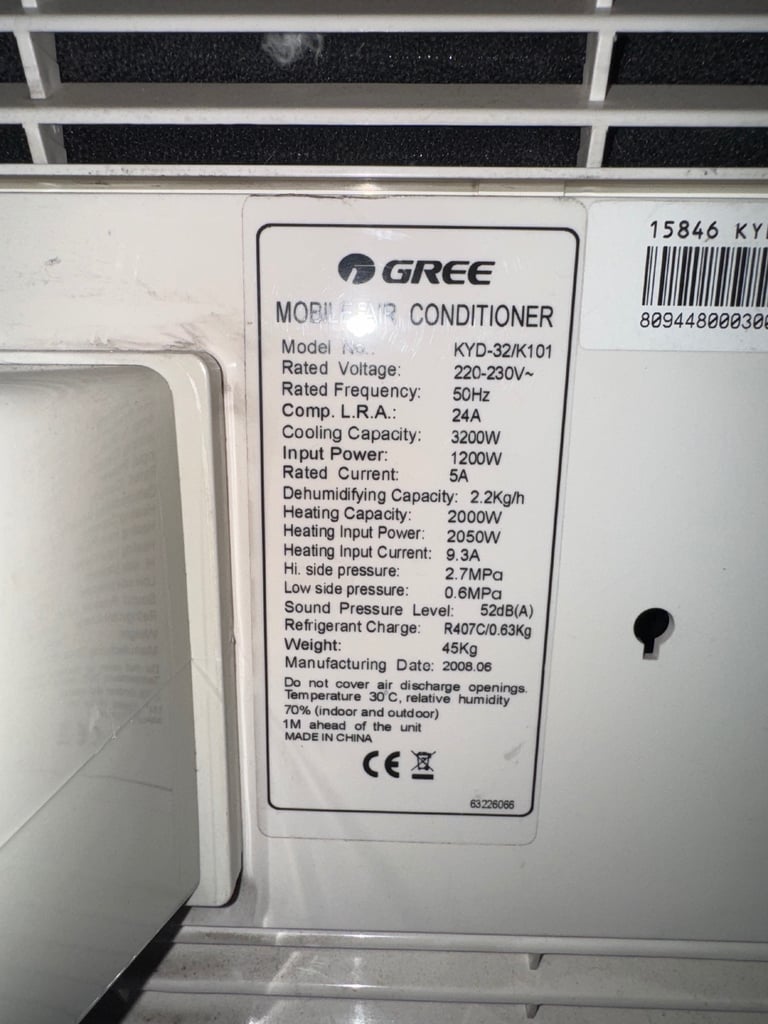 GREE
MOBILE AIR CONDITIONER
Model No.: KYD-32/K101
Rated Voltage: 220-230V~
Rated Frequency: 50Hz
Comp. L.R.A.: 24A
Cooling Capacity: 3200W
Input Power: 1200W
Rated Current: 5A
Dehumidifying Capacity: 2.2Kg/h
Heating Capacity: 2000W
Heating Input Power: 2050W
Heating Input Current: 9.3A
Hi. side pressure: 2.7MPa
Low side pressure: 0.6MPa
Sound Pressure Level: 52dB(A)
Refrigerant Charge: R407C/0.63Kg
Weight: 45Kg
Manufacturing Date: 2008.06
Do not cover air discharge openings.
Temperature 30°C, relative humidity
70% (indoor and outdoor)
1M ahead of the unit
MADE IN CHINA
CE
63226066
15846 KY
80944800030